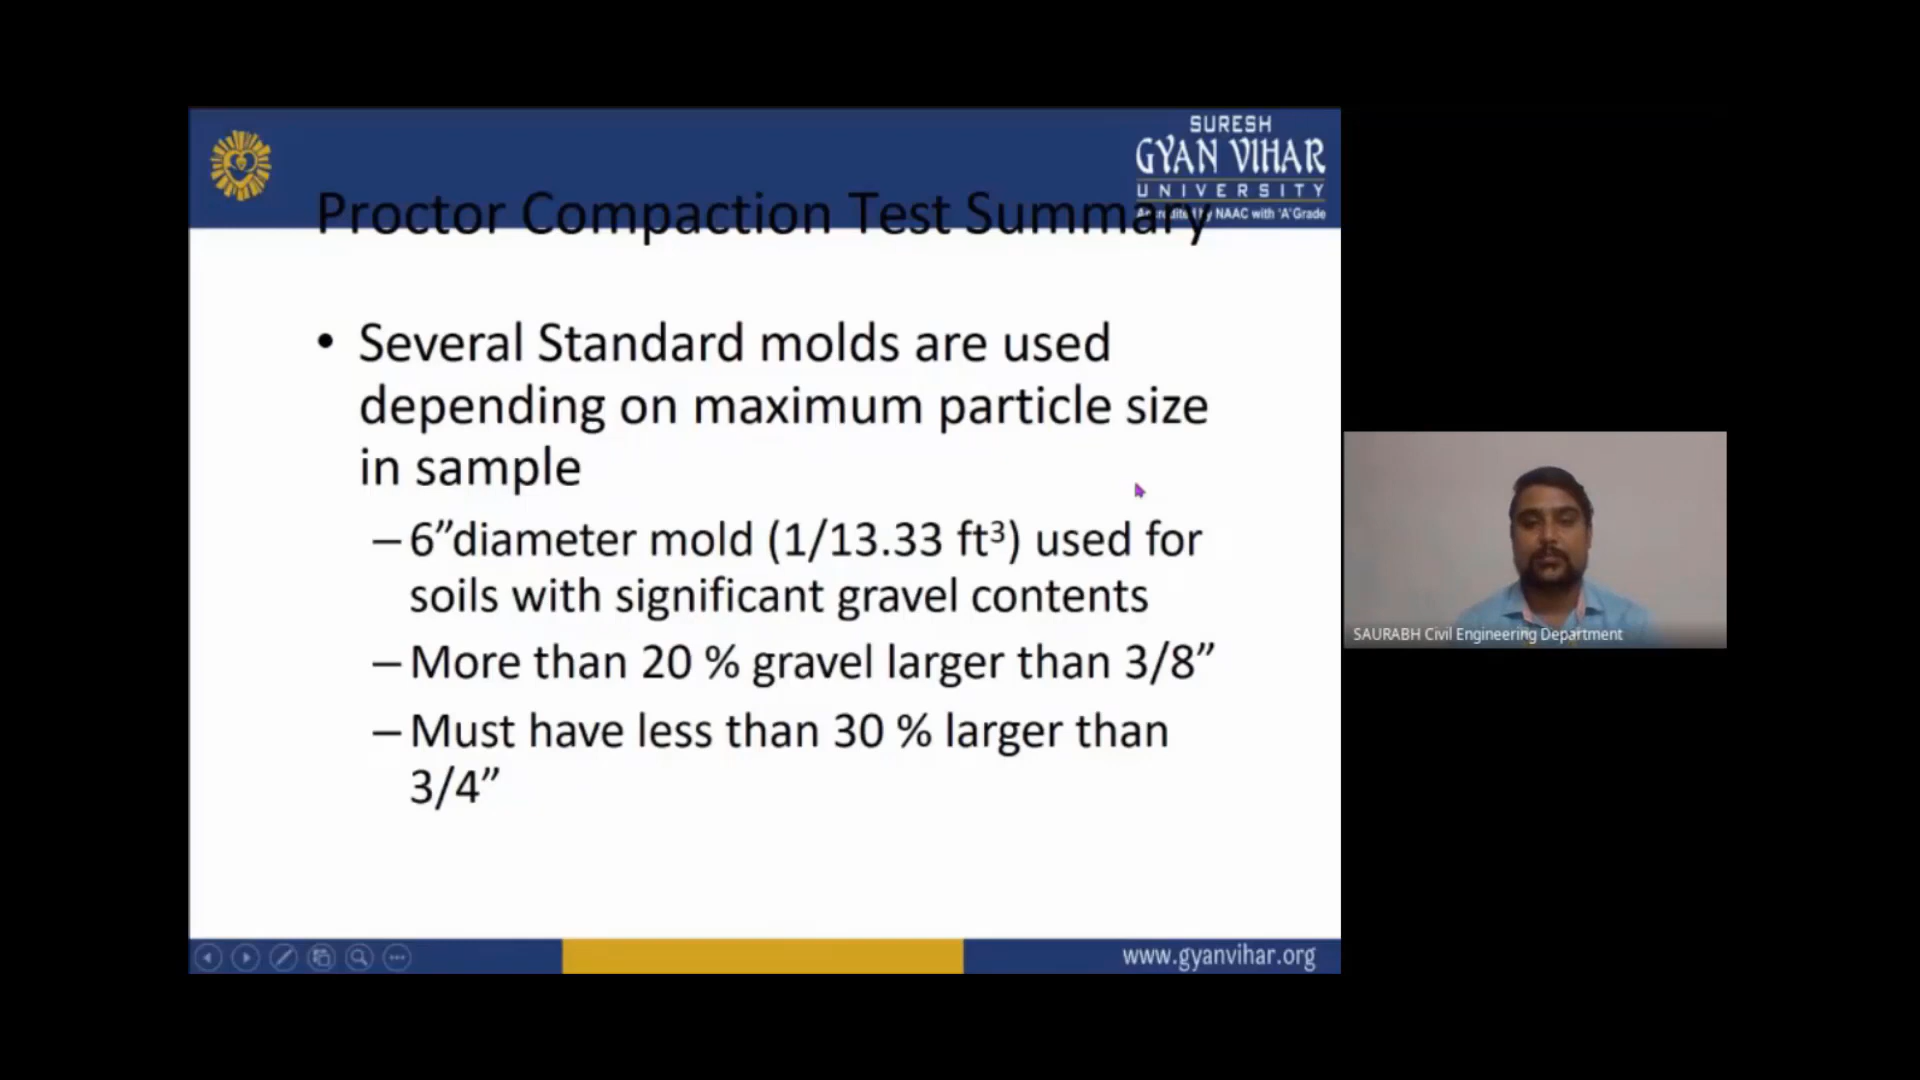 SURESH
GYAN VIHAR
UNIVERSITY
Accredited by NAAC with 'A' Grade
Proctor Compaction Test Summary
• Several Standard molds are used
depending on maximum particle size
in sample
– 6”diameter mold (1/13.33 ft³) used for
soils with significant gravel contents
– More than 20 % gravel larger than 3/8”
– Must have less than 30 % larger than
3/4”
SAURABH Civil Engineering Department
www.gyanvihar.org